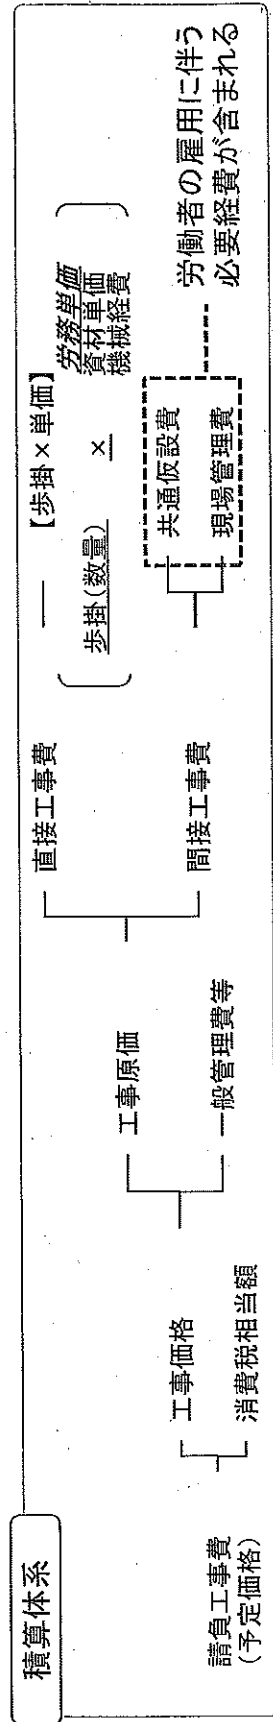 積算体系
請負工事費
(予定価格)
工事価格
消費税相当額
工事原価
一般管理費等
直接工事費
間接工事費
【歩掛×単価】
歩掛(数量)
×
労務単価
資材単価
機械経費
共通仮設費
現場管理費
労働者の雇用に伴う
必要経費が含まれる